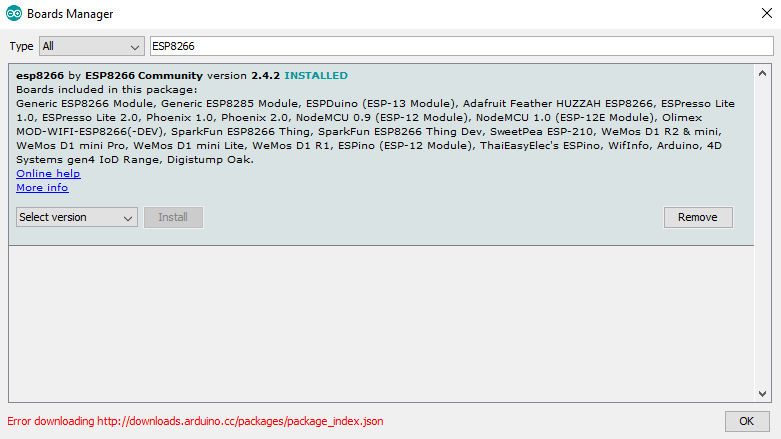 Boards Manager
Type All ESP8266
esp8266 by ESP8266 Community version 2.4.2 INSTALLED
Boards included in this package:
Generic ESP8266 Module, Generic ESP8285 Module, ESPDuino (ESP-13 Module), Adafruit Feather HUZZAH ESP8266, ESPresso Lite
1.0, ESPresso Lite 2.0, Phoenix 1.0, Phoenix 2.0, NodeMCU 0.9 (ESP-12 Module), NodeMCU 1.0 (ESP-12E Module), Olimex
MOD-WIFI-ESP8266(-DEV), SparkFun ESP8266 Thing, SparkFun ESP8266 Thing Dev, SweetPea ESP-210, WeMos D1 R2 & mini,
WeMos D1 mini Pro, WeMos D1 mini Lite, WeMos D1 R1, ESPino (ESP-12 Module), ThaiEasyElec's ESPino, WifInfo, Arduino, 4D
Systems gen4 IoD Range, Digistump Oak.
Online help
More info
Select version Install Remove
Error downloading http://downloads.arduino.cc/packages/package_index.json OK